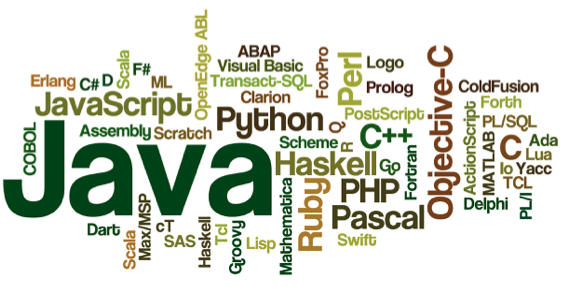 OpenEdge ABL
ABAP
FoxPro
Logo
Objective-C
Scala
F#
Visual Basic
Perl
Erlang
C#
D
ML
Transact-SQL
Prolog
ColdFusion
JavaScript
Clarion
PostScript
ActionScript
Forth
COBOL
Assembly
Scratch
Python
Q
C++
MATLAB
PL/SQL
Java
Scheme
R
C
Ada
Haskell
Go
Fortran
Lua
Io
Yacc
Mathematica
Ruby
PHP
TCL
PL/I
Pascal
Delphi
Dart
Scala
Max/MSP
cT
SAS
Haskell
Tcl
Groovy
Lisp
Swift